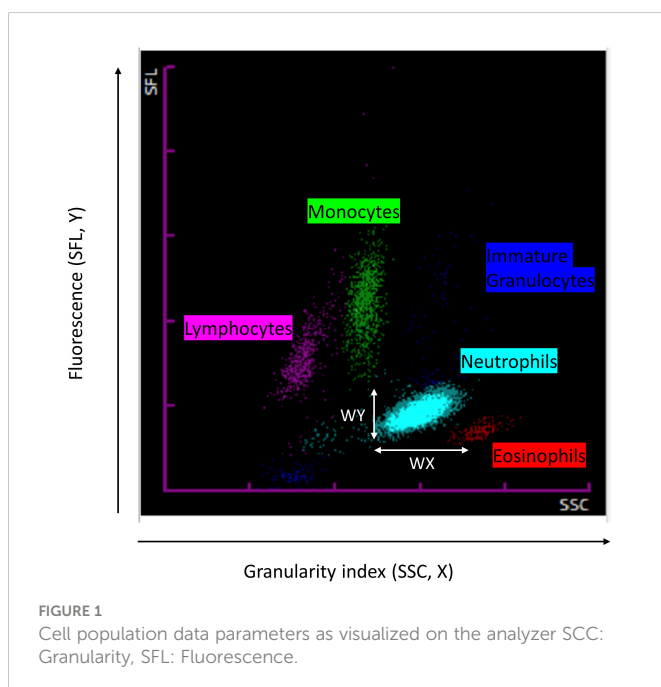 SFL
Fluorescence (SFL, Y)
Monocytes
Immature
Granulocytes
Lymphocytes
Neutrophils
WY
WX
Eosinophils
SSC
Granularity index (SSC, X)
FIGURE 1
Cell population data parameters as visualized on the analyzer SCC:
Granularity, SFL: Fluorescence.